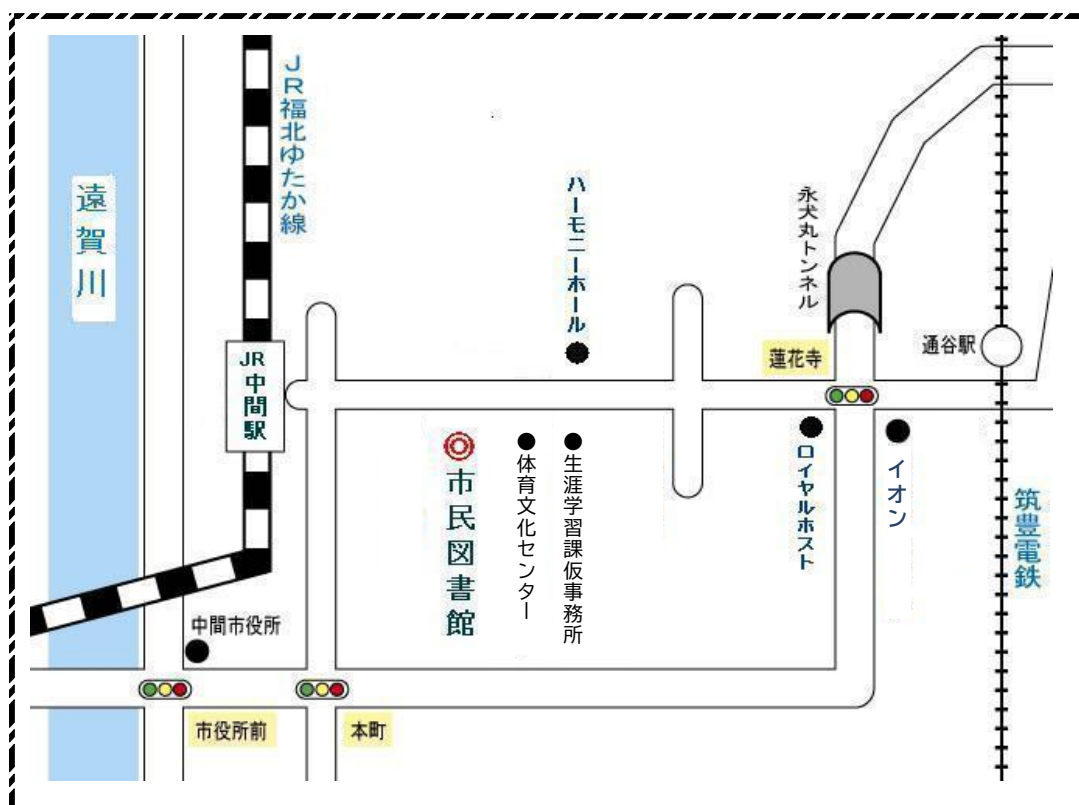 JR福北ゆたか線
遠賀川
ハーモニーホール
永犬丸トンネル
通谷駅
蓮花寺
JR
中間駅
市民図書館
体育文化センター
生涯学習課仮事務所
ロイヤルホスト
イオン
筑豊電鉄
中間市役所
市役所前
本町